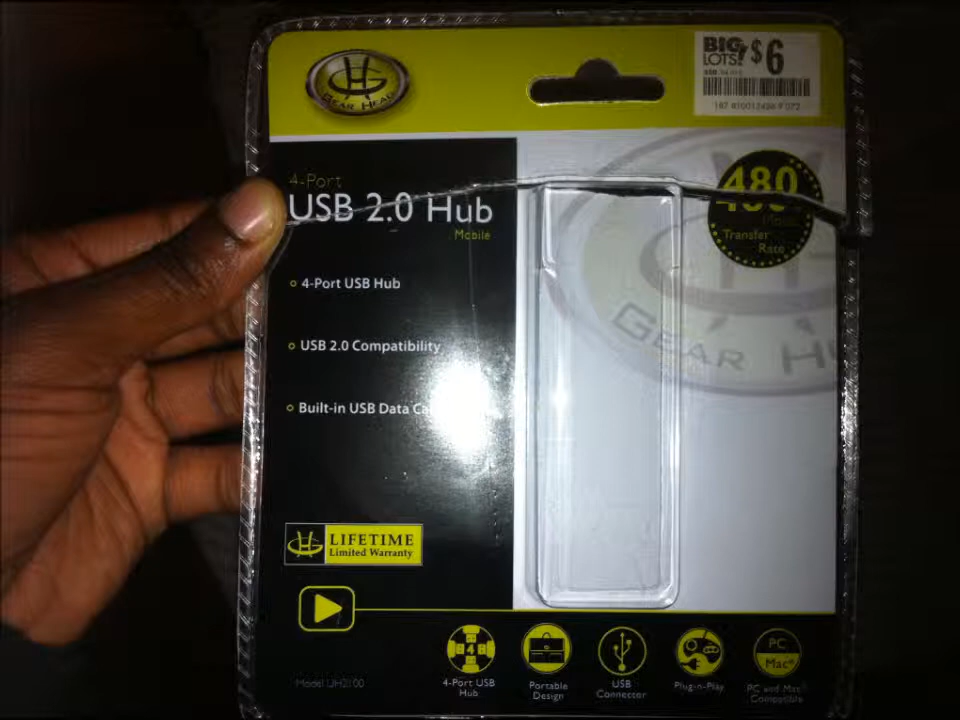 BIG
LOTS!
$6
GEAR HEAD
4-Port
USB 2.0 Hub
Mobile
480
Transfer
Rate
4-Port USB Hub
USB 2.0 Compatibility
Built-in USB Data
GEAR
LIFETIME
Limited Warranty
4
4-Port USB
Hub
Portable
Design
USB
Connector
Plug-n-Play
PC
Mac®
PC and Mac®
Compatible
Model UH2100